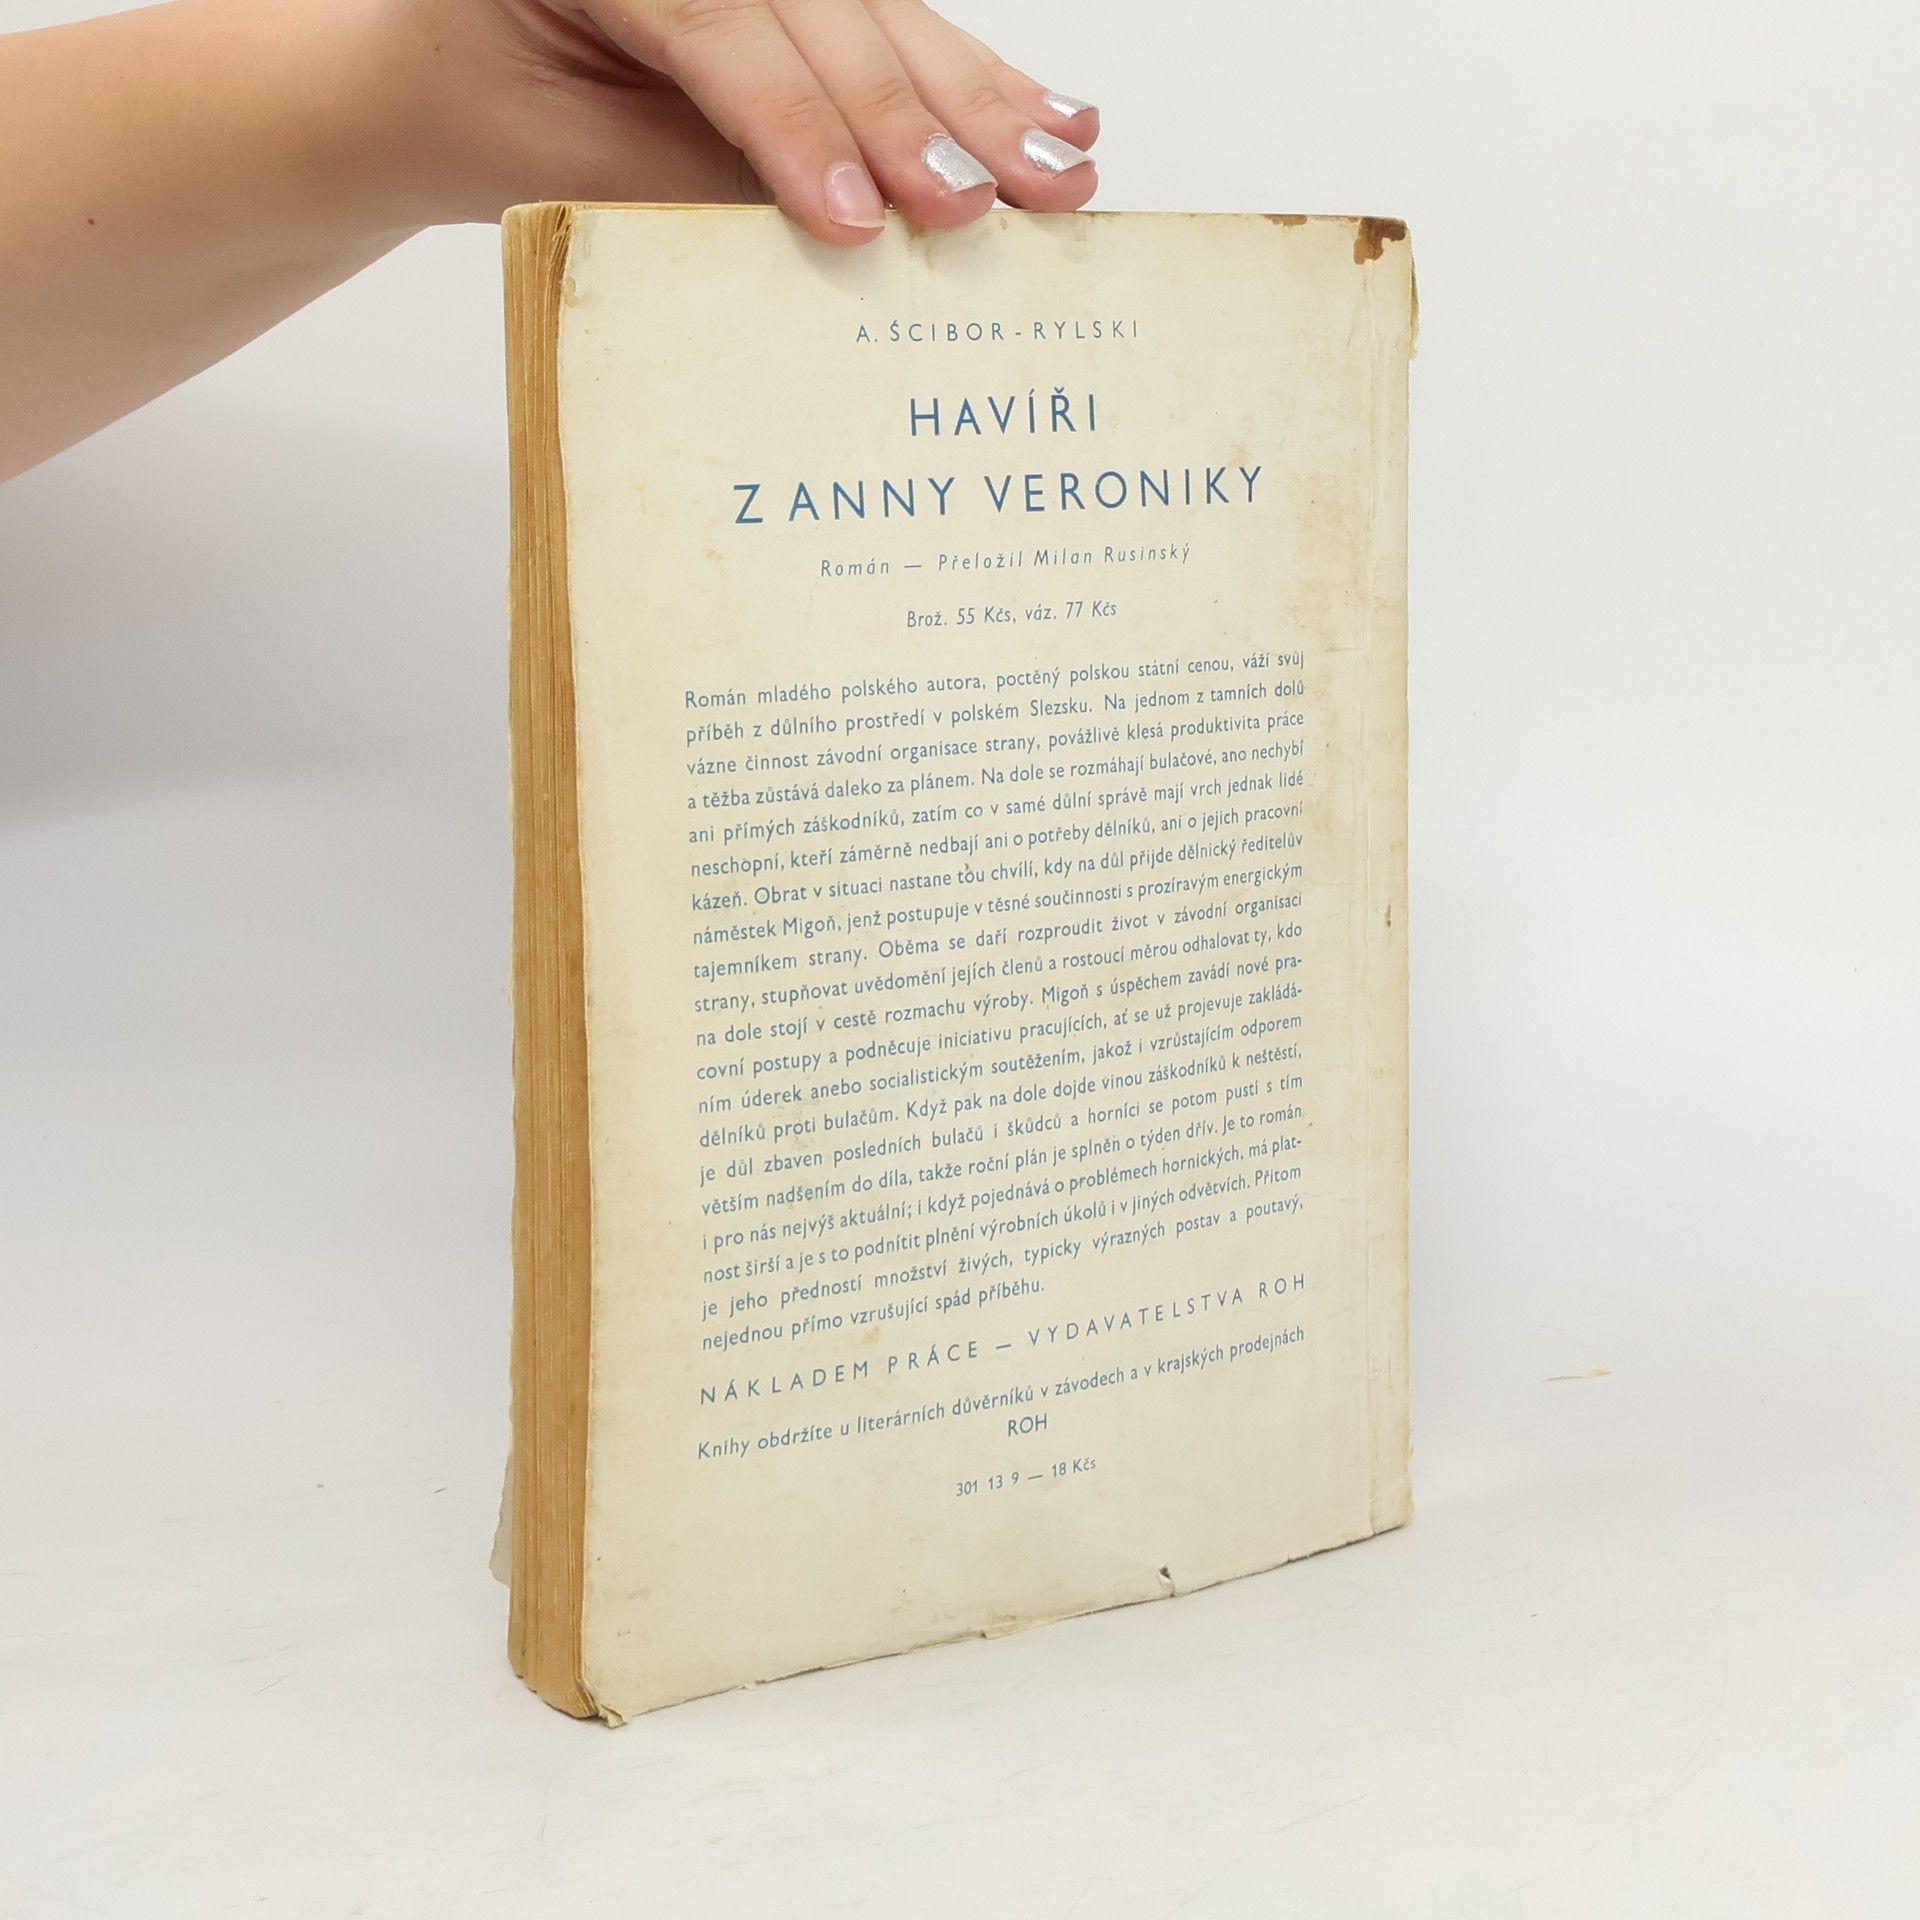 A. ŚCIBOR-RYLSKI
HAVÍŘI
Z ANNY VERONIKY
Román — Přeložil Milan Rusinský
Brož. 55 Kčs, váz. 77 Kčs
Román mladého polského autora, poctěný polskou státní cenou, váží svůj
příběh z důlního prostředí v polském Slezsku. Na jednom z tamních dolů
vázne činnost závodní organisace strany, povážlivě klesá produktivita práce
a těžba zůstává daleko za plánem. Na dole se rozmáhají bulačové, ano nechybí
ani přímých záškodníků, zatím co v samé důlní správě mají vrch jednak lidé
neschopní, kteří záměrně nedbají ani o potřeby dělníků, ani o jejich pracovní
kázeň. Obrat v situaci nastane tou chvílí, kdy na důl přijde dělnický ředitelův
náměstek Migoň, jenž postupuje v těsné součinnosti s prozíravým energickým
tajemníkem strany. Oběma se daří rozproudit život v závodní organisaci
strany, stupňovat uvědomění jejích členů a rostoucí měrou odhalovat ty, kdo
na dole stojí v cestě rozmachu výroby. Migoň s úspěchem zavádí nové pra-
covní postupy a podněcuje iniciativu pracujících, ať se už projevuje zakládá-
ním úderek anebo socialistickým soutěžením, jakož i vzrůstajícím odporem
dělníků proti bulačům. Když pak na dole dojde vinou záškodníků k neštěstí,
je důl zbaven posledních bulačů i škůdců a horníci se potom pustí s tím
větším nadšením do díla, takže roční plán je splněn o týden dřív. Je to román
i pro nás nejvýš aktuální; i když pojednává o problémech hornických, má plat-
nost širší a je s to podnítit plnění výrobních úkolů i v jiných odvětvích. Přitom
je jeho předností množství živých, typicky výrazných postav a poutavý,
nejednou přímo vzrušující spád příběhu.
NÁKLADEM PRÁCE — VYDAVATELSTVA ROH
Knihy obdržíte u literárních důvěrníků v závodech a v krajských prodejnách
ROH
301 13 9 — 18 Kčs